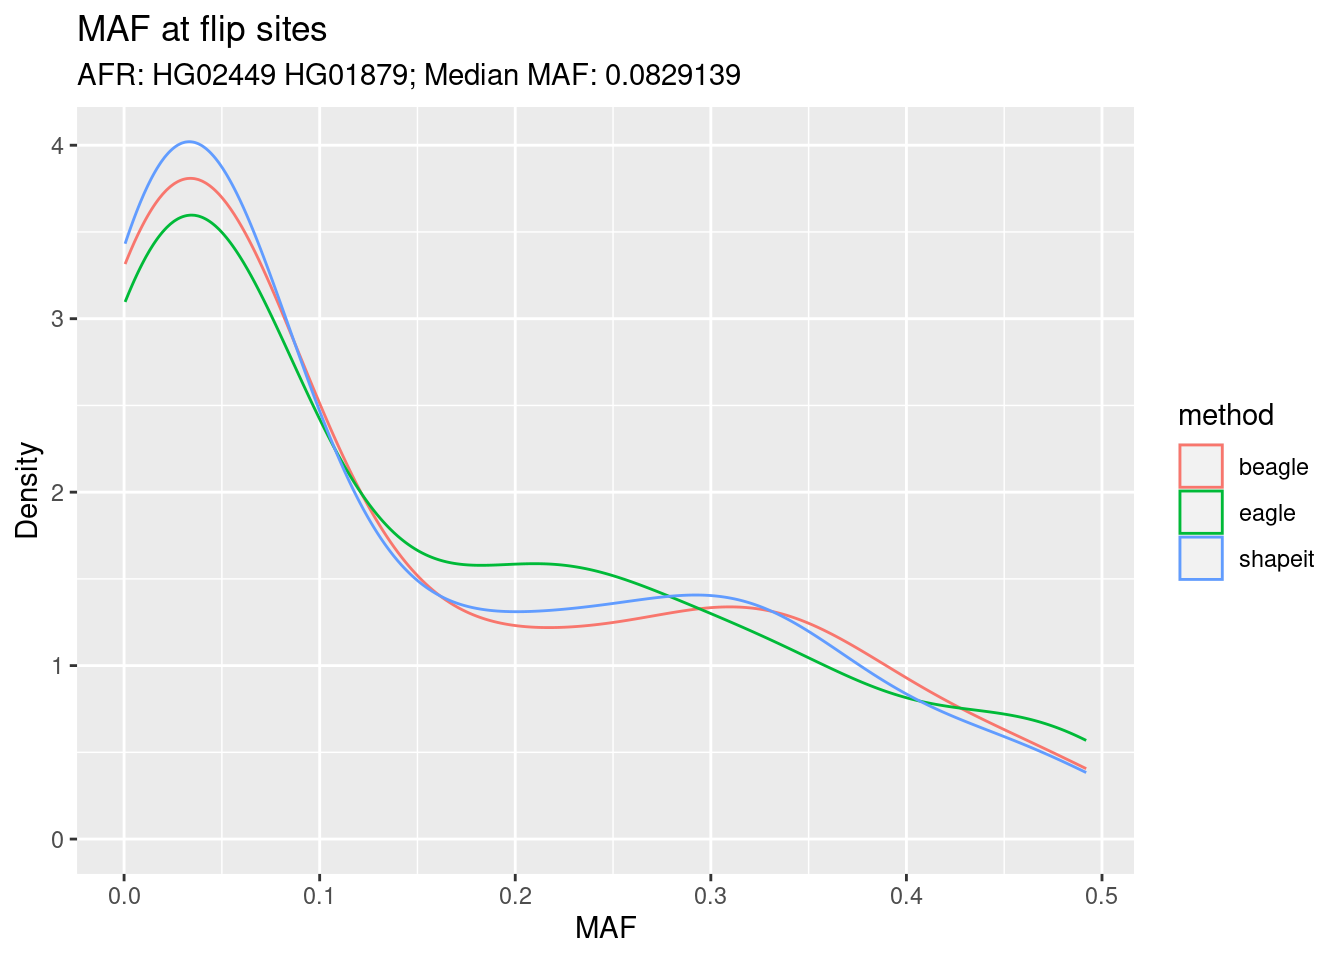 MAF at flip sites
AFR: HG02449 HG01879; Median MAF: 0.0829139
Density
4
3
2
1
0
0.0 0.1 0.2 0.3 0.4 0.5
MAF
method
beagle
eagle
shapeit